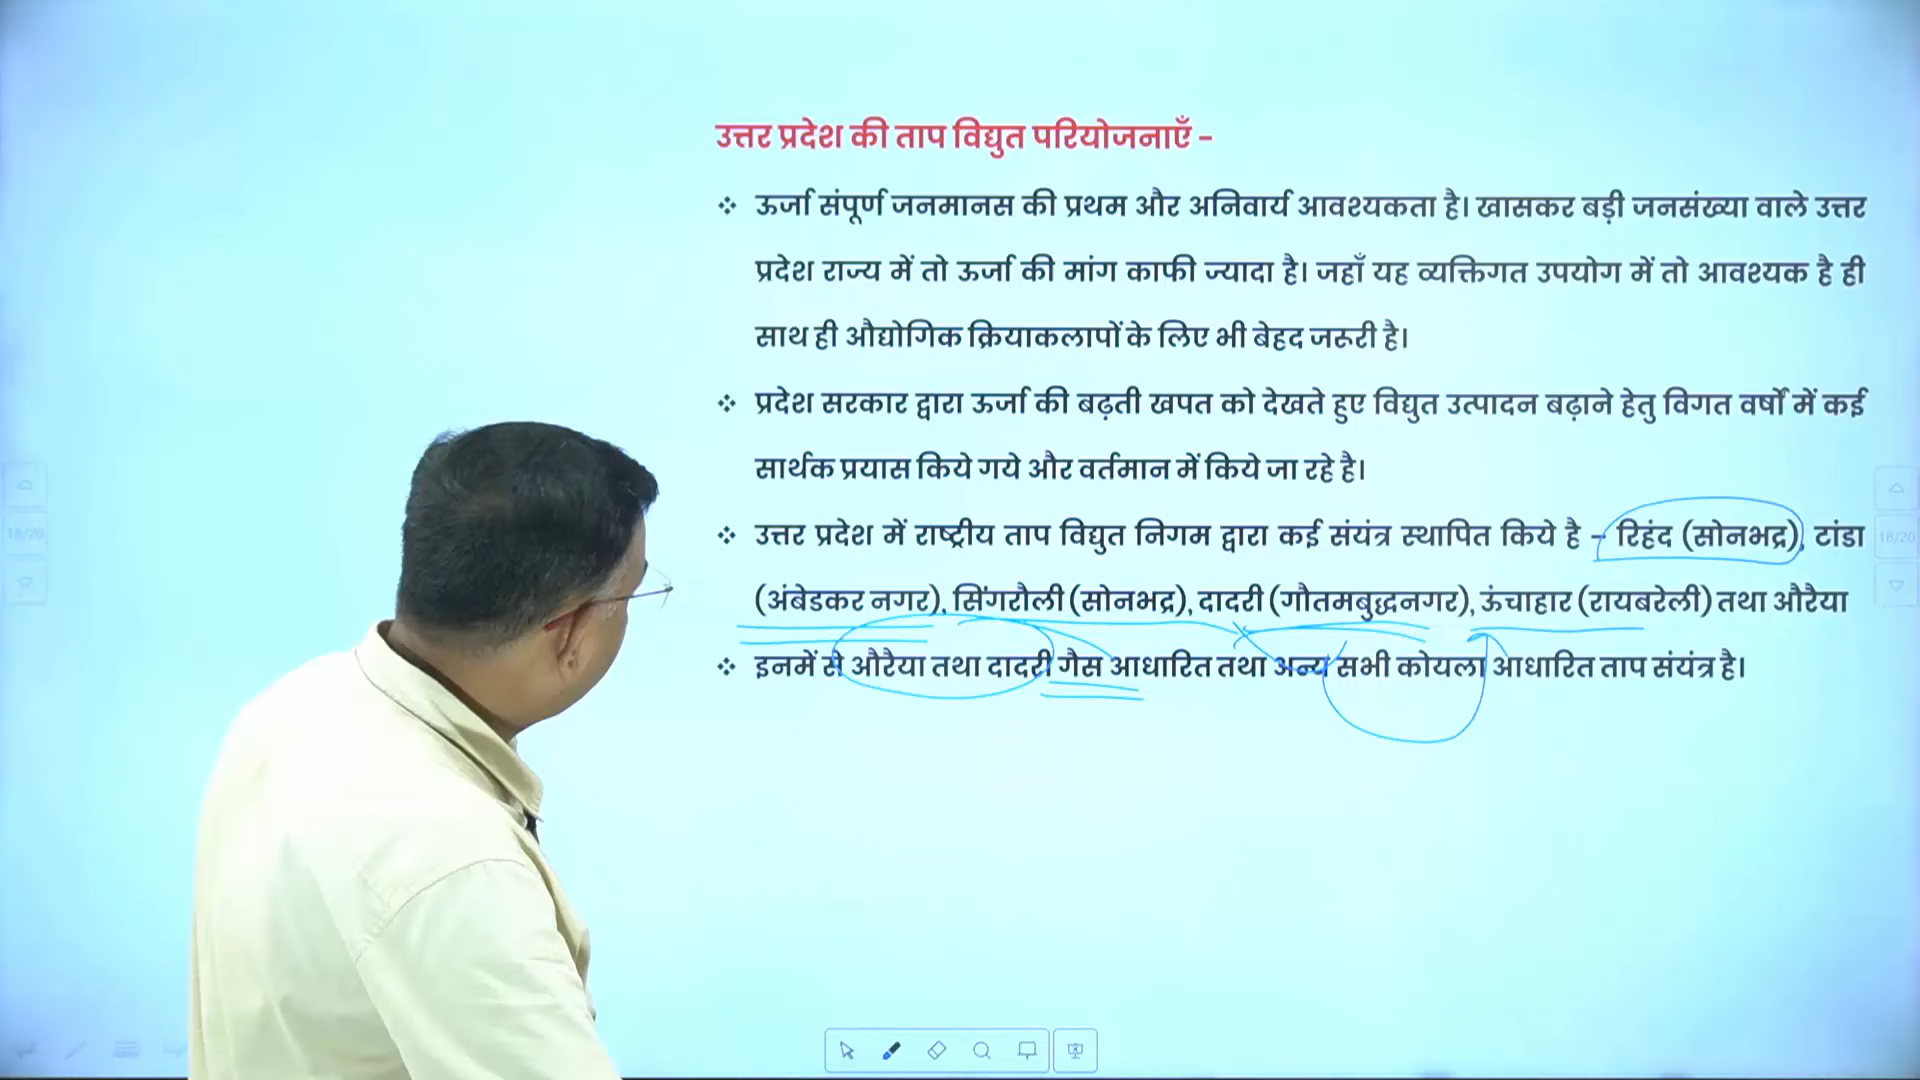 उत्तर प्रदेश की ताप विद्युत परियोजनाएँ -
❖ ऊर्जा संपूर्ण जनमानस की प्रथम और अनिवार्य आवश्यकता है। खासकर बड़ी जनसंख्या वाले उत्तर
प्रदेश राज्य में तो ऊर्जा की मांग काफी ज्यादा है। जहाँ यह व्यक्तिगत उपयोग में तो आवश्यक है ही
साथ ही औद्योगिक क्रियाकलापों के लिए भी बेहद जरूरी है।
❖ प्रदेश सरकार द्वारा ऊर्जा की बढ़ती खपत को देखते हुए विद्युत उत्पादन बढ़ाने हेतु विगत वर्षों में कई
सार्थक प्रयास किये गये और वर्तमान में किये जा रहे है।
❖ उत्तर प्रदेश में राष्ट्रीय ताप विद्युत निगम द्वारा कई संयंत्र स्थापित किये है - रिहंद (सोनभद्र), टांडा
(अंबेडकर नगर), सिंगरौली (सोनभद्र), दादरी (गौतमबुद्धनगर), ऊंचाहार (रायबरेली) तथा औरैया
❖ इनमें से औरैया तथा दादरी गैस आधारित तथा अन्य सभी कोयला आधारित ताप संयंत्र है।
18/20
18/20